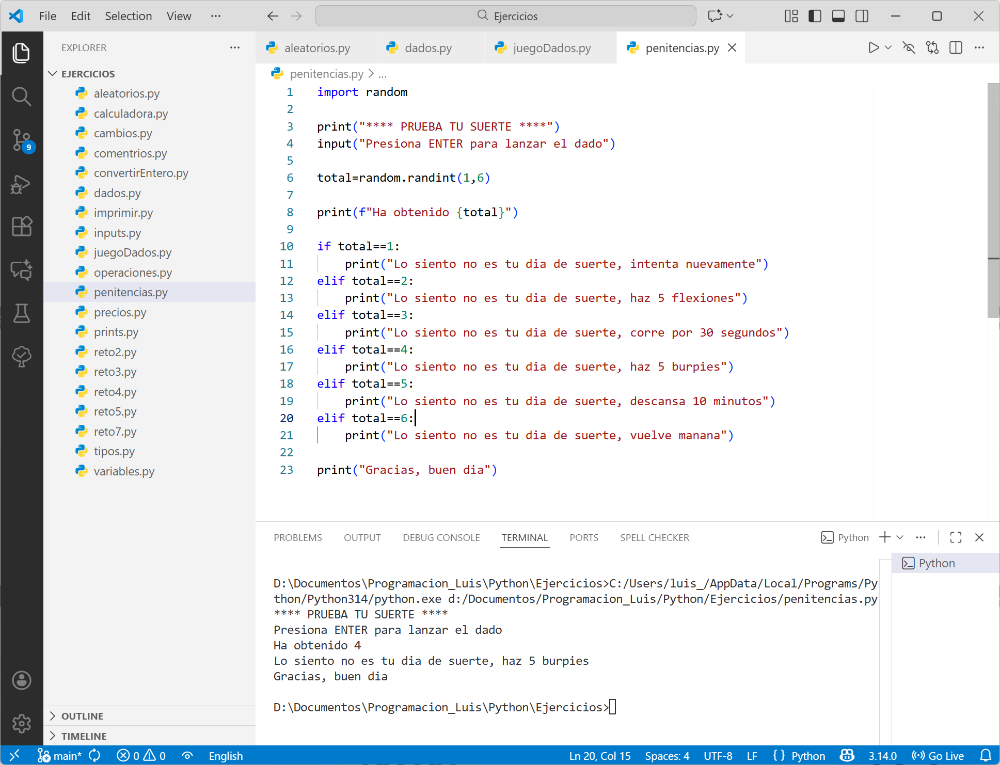 File Edit Selection View ··· Ejercicios
EXPLORER ···
EJERCICIOS
aleatorios.py
calculadora.py
cambios.py
comentrios.py
convertirEntero.py
dados.py
imprimir.py
inputs.py
juegoDados.py
operaciones.py
penitencias.py
precios.py
prints.py
reto2.py
reto3.py
reto4.py
reto5.py
reto7.py
tipos.py
variables.py
OUTLINE
TIMELINE
9
aleatorios.py dados.py juegoDados.py penitencias.py
penitencias.py > ...
1 import random
2
3 print("**** PRUEBA TU SUERTE ****")
4 input("Presiona ENTER para lanzar el dado")
5
6 total=random.randint(1,6)
7
8 print(f"Ha obtenido {total}")
9
10 if total==1:
11     print("Lo siento no es tu dia de suerte, intenta nuevamente")
12 elif total==2:
13     print("Lo siento no es tu dia de suerte, haz 5 flexiones")
14 elif total==3:
15     print("Lo siento no es tu dia de suerte, corre por 30 segundos")
16 elif total==4:
17     print("Lo siento no es tu dia de suerte, haz 5 burpies")
18 elif total==5:
19     print("Lo siento no es tu dia de suerte, descansa 10 minutos")
20 elif total==6:
21     print("Lo siento no es tu dia de suerte, vuelve manana")
22
23 print("Gracias, buen dia")
PROBLEMS OUTPUT DEBUG CONSOLE TERMINAL PORTS SPELL CHECKER Python
Python
D:\Documentos\Programacion_Luis\Python\Ejercicios>C:/Users/luis_/AppData/Local/Programs/Py
thon/Python314/python.exe d:/Documentos/Programacion_Luis/Python/Ejercicios/penitencias.py
**** PRUEBA TU SUERTE ****
Presiona ENTER para lanzar el dado
Ha obtenido 4
Lo siento no es tu dia de suerte, haz 5 burpies
Gracias, buen dia
D:\Documentos\Programacion_Luis\Python\Ejercicios>
main* 0 0 English Ln 20, Col 15 Spaces: 4 UTF-8 LF { } Python 3.14.0 Go Live